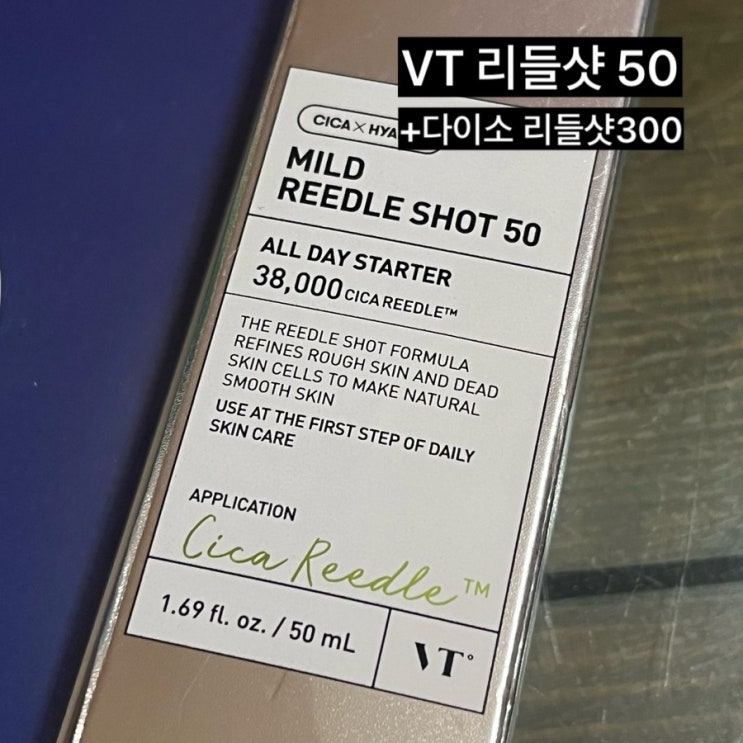 VT 리들샷 50
+다이소 리들샷300
CICA × HYA
MILD
REEDLE SHOT 50
ALL DAY STARTER
38,000 CICA REEDLE™
THE REEDLE SHOT FORMULA
REFINES ROUGH SKIN AND DEAD
SKIN CELLS TO MAKE NATURAL
SMOOTH SKIN
USE AT THE FIRST STEP OF DAILY
SKIN CARE
APPLICATION
Cica Reedle™
1.69 fl. oz. / 50 mL
VT°